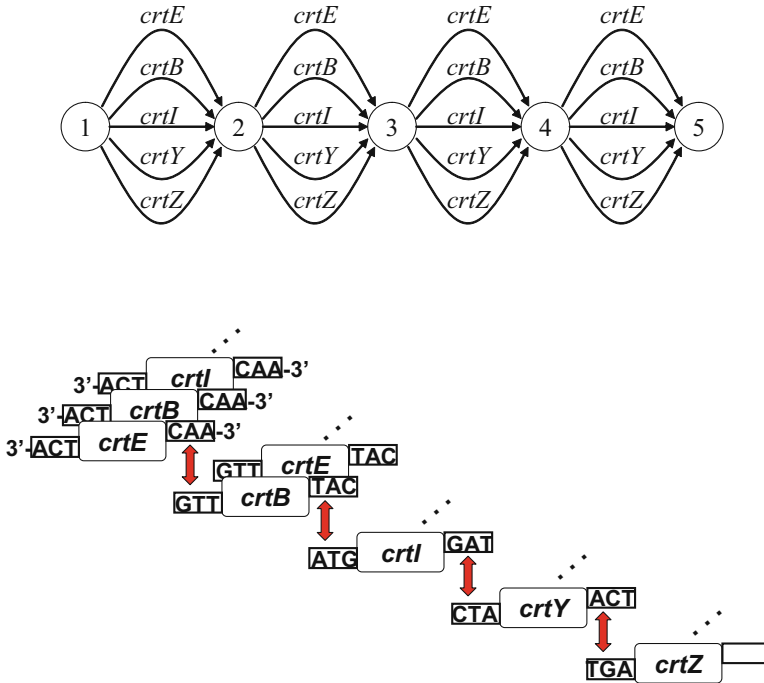 crtE crtE crtE crtE
crtB crtB crtB crtB
1 crtI 2 crtI 3 crtI 4 crtI 5
crtY crtY crtY crtY
crtZ crtZ crtZ crtZ
3’-ACT crtI CAA-3’
3’-ACT crtB CAA-3’
3’-ACT crtE CAA-3’
GTT crtE TAC
GTT crtB TAC
ATG crtI GAT
CTA crtY ACT
TGA crtZ